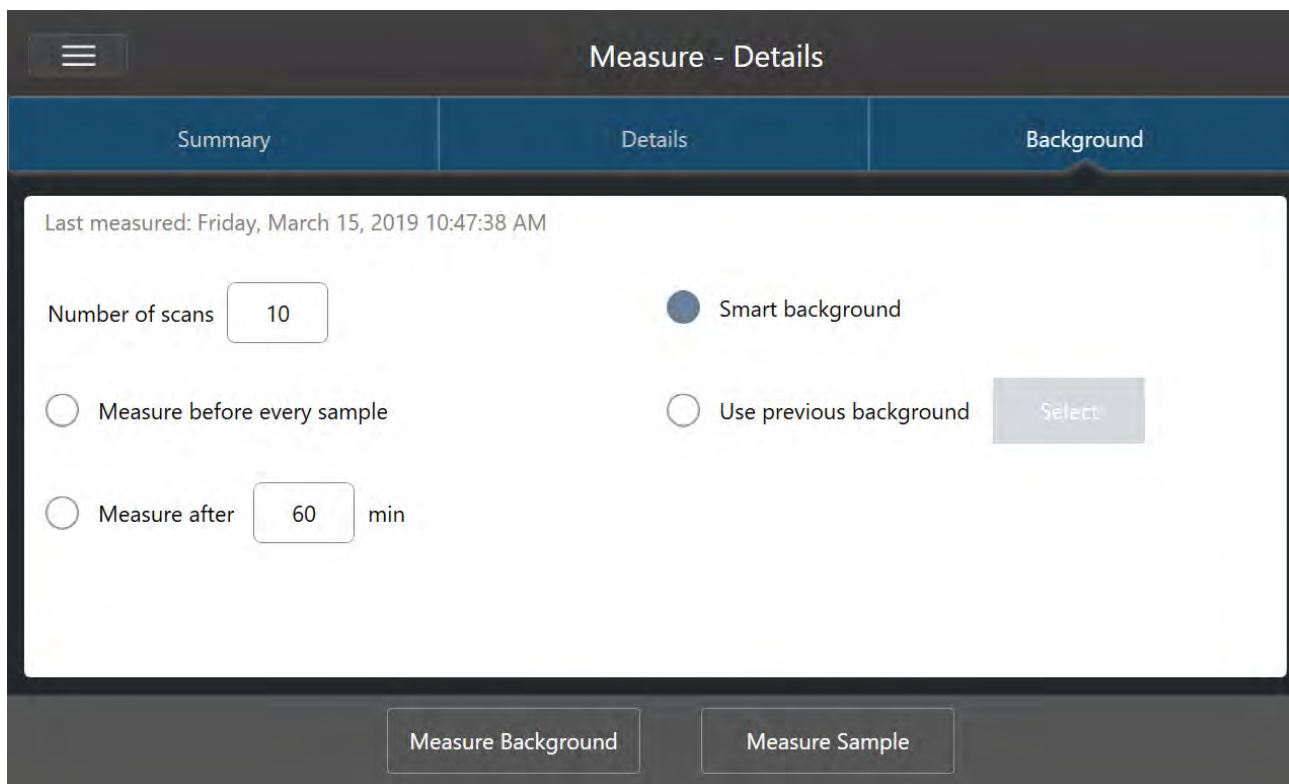 Measure - Details
Summary
Details
Background
Last measured: Friday, March 15, 2019 10:47:38 AM
Number of scans 10
Smart background
Measure before every sample
Use previous background Select
Measure after 60 min
Measure Background
Measure Sample